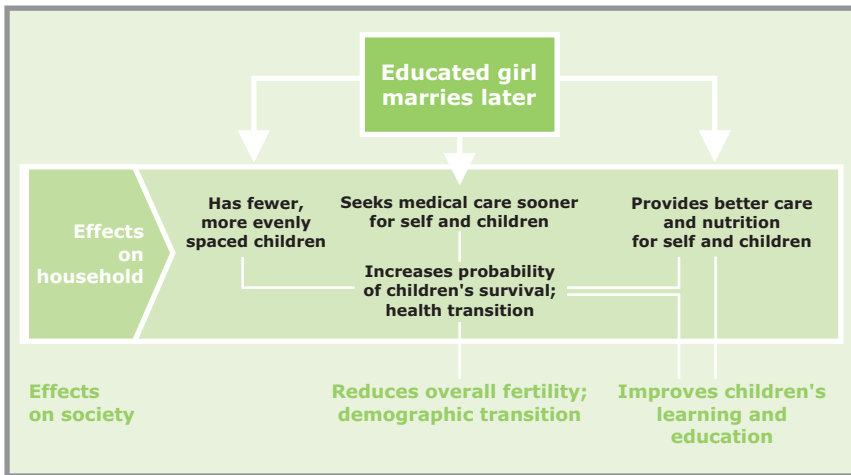 Educated girl
marries later
Effects
on
household
Has fewer,
more evenly
spaced children
Seeks medical care sooner
for self and children
Provides better care
and nutrition
for self and children
Increases probability
of children's survival;
health transition
Effects
on society
Reduces overall fertility;
demographic transition
Improves children's
learning and
education